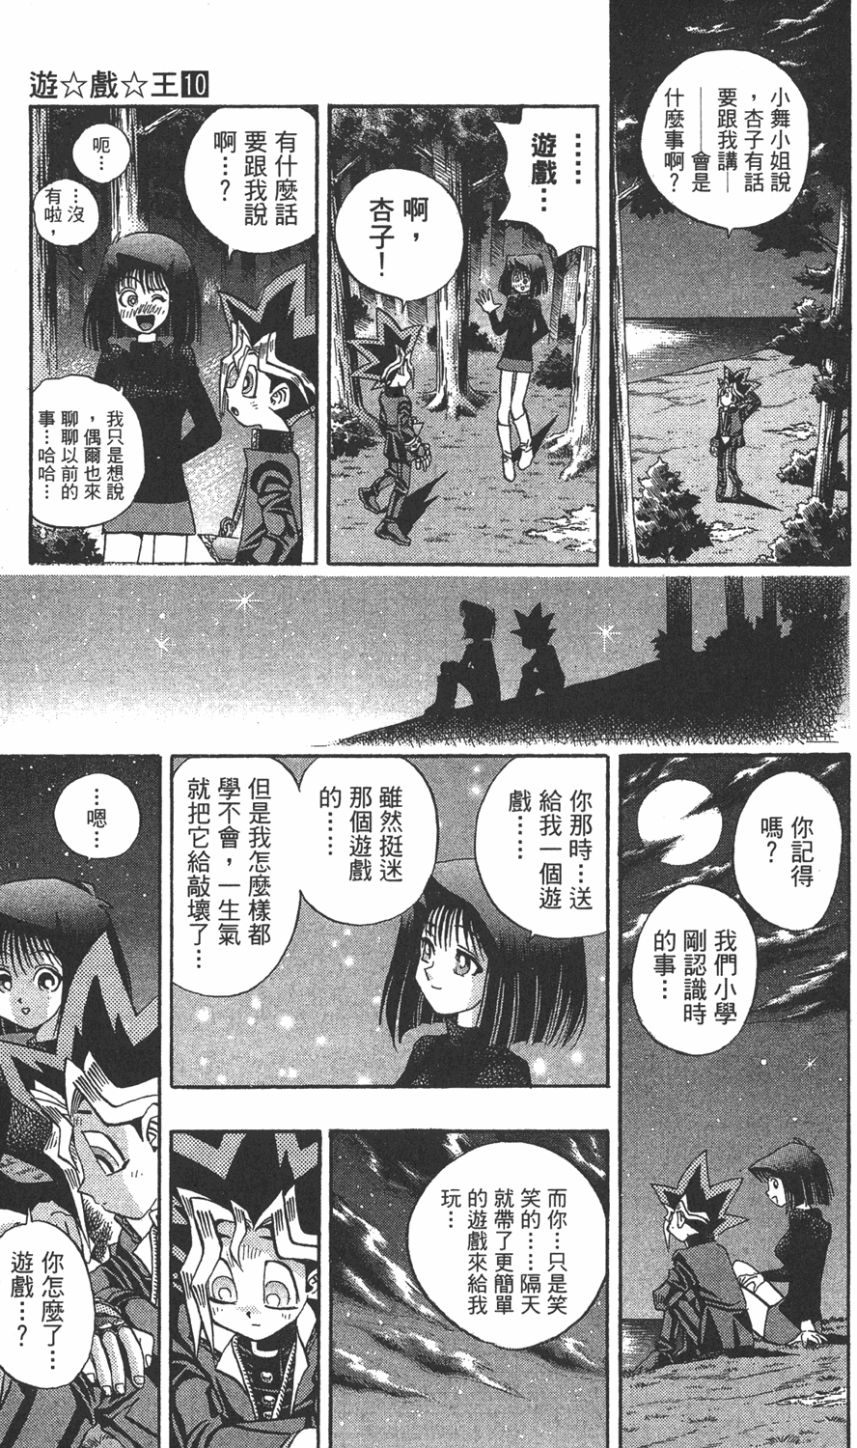 遊☆戲☆王10
小舞小姐說
，杏子有話
要跟我講—
——會是
什麼事啊？
……
遊戲…
啊，
杏子！
有什麼話
要跟我說
啊…？
呃…
…沒
有啦，
我只是想說
，偶爾也來
聊聊以前的
事…哈哈…
你記得
嗎？
我們小學
剛認識時
的事…
你那時…送
給我一個遊
戲……
雖然挺迷
那個遊戲
的……
但是我怎麼樣都
學不會，一生氣
就把它給敲壞了…
…嗯…
而你…只是笑
笑的……隔天
就帶了更簡單
的遊戲來給我
玩…
你怎麼了…
遊戲…？